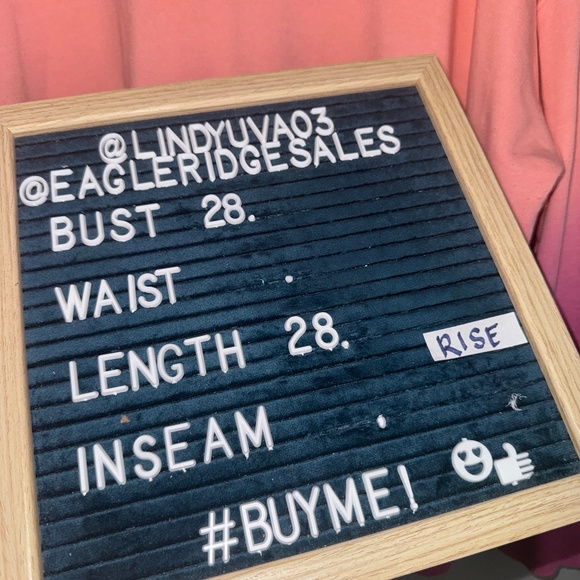 @LINDYUVA03
@EAGLERIDGESALES
BUST 28.
WAIST .
LENGTH 28. RISE
INSEAM .
#BUYME!